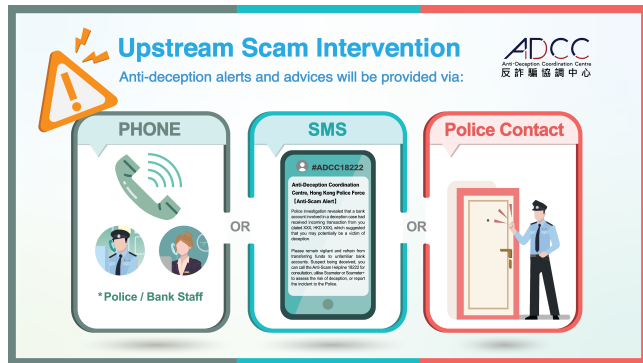 Upstream Scam Intervention
Anti-deception alerts and advices will be provided via:
ADCC
Anti-Deception Coordination Centre
反詐騙協調中心
PHONE
*Police / Bank Staff
OR
SMS
#ADCC18222
Anti-Deception Coordination
Centre, Hong Kong Police Force
[Anti-Scam Alert]
Police investigation revealed that a bank
account involved in a deception case had
received incoming transaction from you
(dated XXX, HKD XXX), which suggested
that you may potentially be a victim of
deception.
Please remain vigilant and refrain from
transferring funds to unfamiliar bank
accounts. Suspect being deceived, you
can call the Anti-Scam Helpline 18222 for
consultation, utilise Scameter or Scameter+
to assess the risk of deception, or report
the incident to the Police.
OR
Police Contact